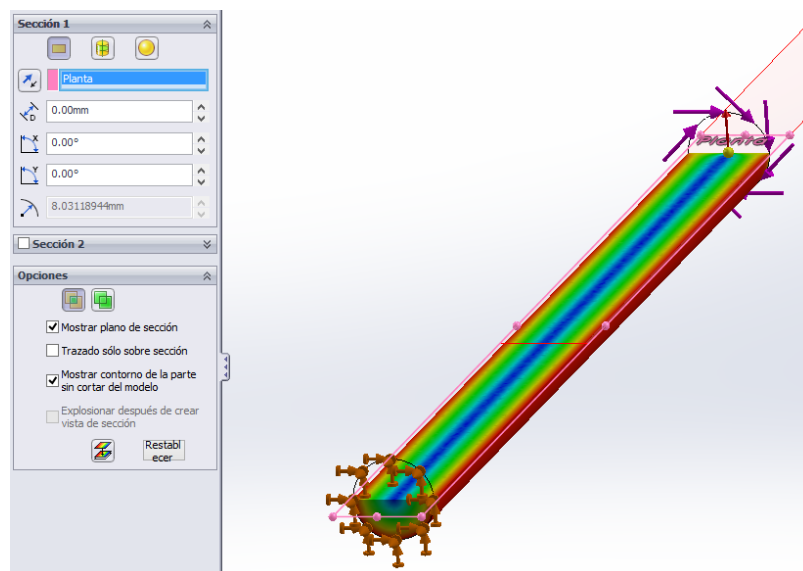 Sección 1
Planta
D
0.00mm
X
0.00°
Y
0.00°
8.03118944mm
Sección 2
Opciones
Mostrar plano de sección
Trazado sólo sobre sección
Mostrar contorno de la parte
sin cortar del modelo
Explosionar después de crear
vista de sección
Restabl
ecer
Planta